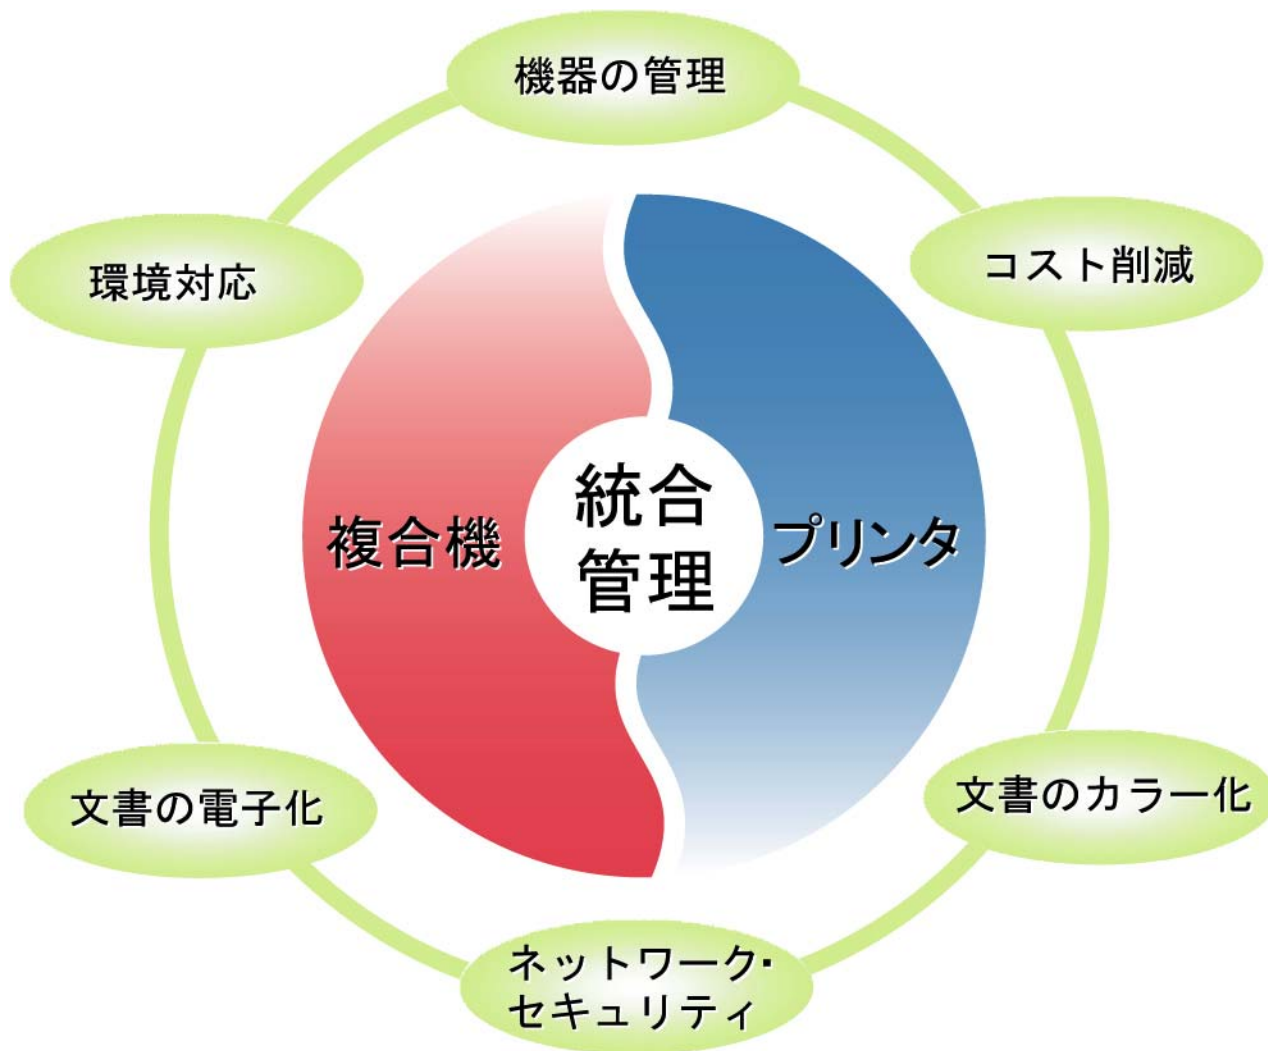 機器の管理
環境対応
コスト削減
複合機
統合
管理
プリンタ
文書の電子化
文書のカラー化
ネットワーク・
セキュリティ